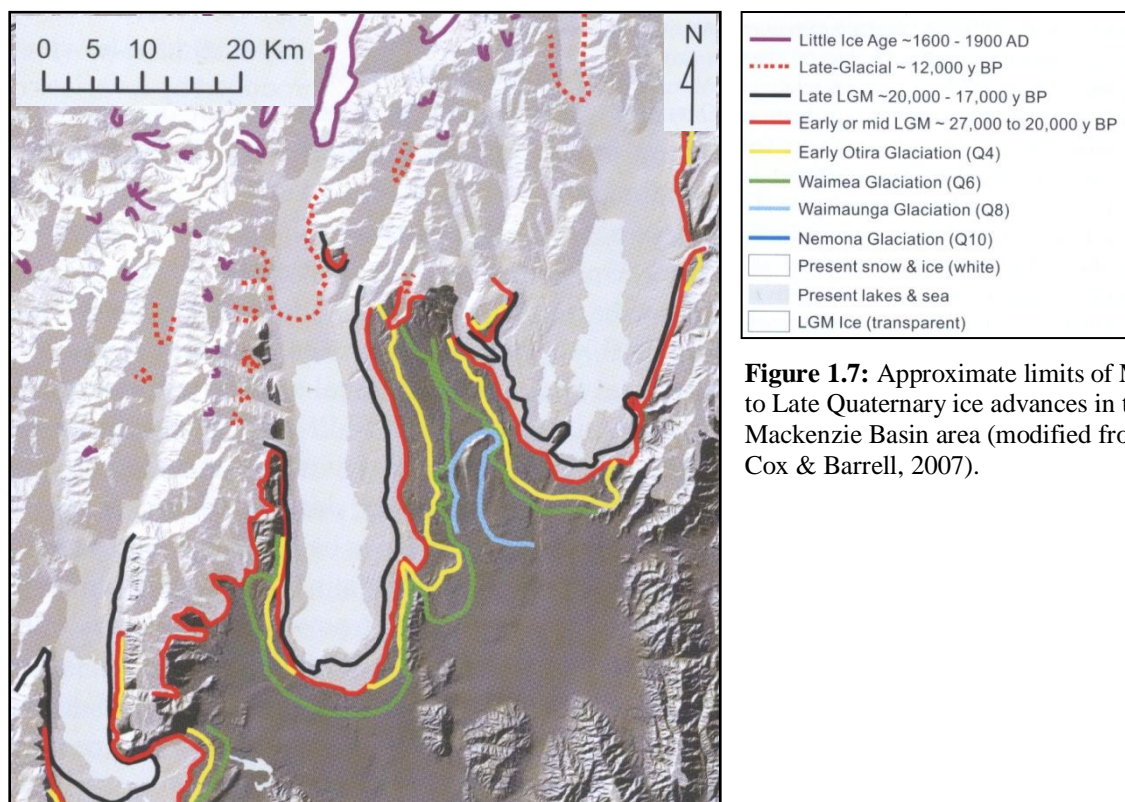 0 5 10 20 Km
N
Little Ice Age ~1600 - 1900 AD
Late-Glacial ~ 12,000 y BP
Late LGM ~20,000 - 17,000 y BP
Early or mid LGM ~ 27,000 to 20,000 y BP
Early Otira Glaciation (Q4)
Waimea Glaciation (Q6)
Waimaunga Glaciation (Q8)
Nemona Glaciation (Q10)
Present snow & ice (white)
Present lakes & sea
LGM Ice (transparent)
Figure 1.7: Approximate limits of
to Late Quaternary ice advances in
Mackenzie Basin area (modified
Cox & Barrell, 2007).